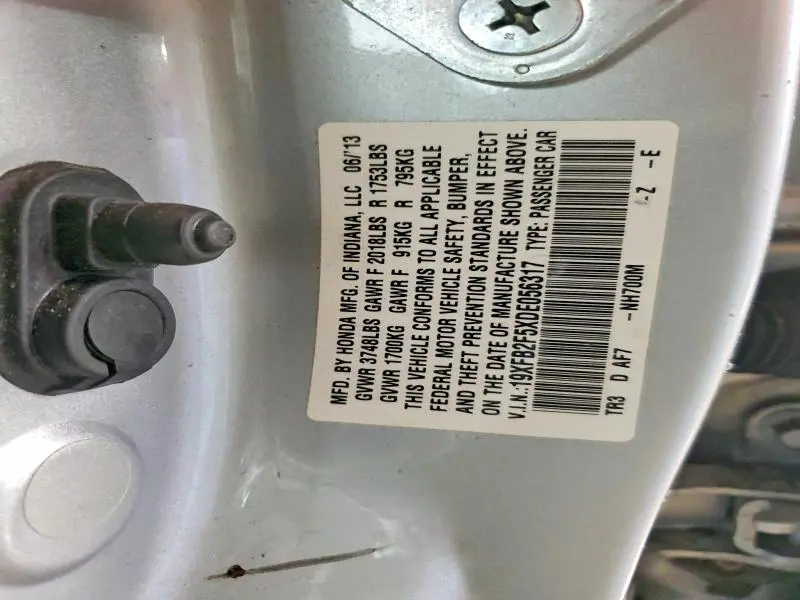 MFD. BY HONDA MFG. OF INDIANA, LLC 06/'13
GVWR 3748LBS GAWR F 2018LBS R 1753LBS
GVWR 1700KG GAWR F 915KG R 795KG
THIS VEHICLE CONFORMS TO ALL APPLICABLE
FEDERAL MOTOR VEHICLE SAFETY, BUMPER,
AND THEFT PREVENTION STANDARDS IN EFFECT
ON THE DATE OF MANUFACTURE SHOWN ABOVE.
V.I.N.:19XFB2F5XDE056317 TYPE: PASSENGER CAR
TR3 D AF7 -NH700M -Z -E